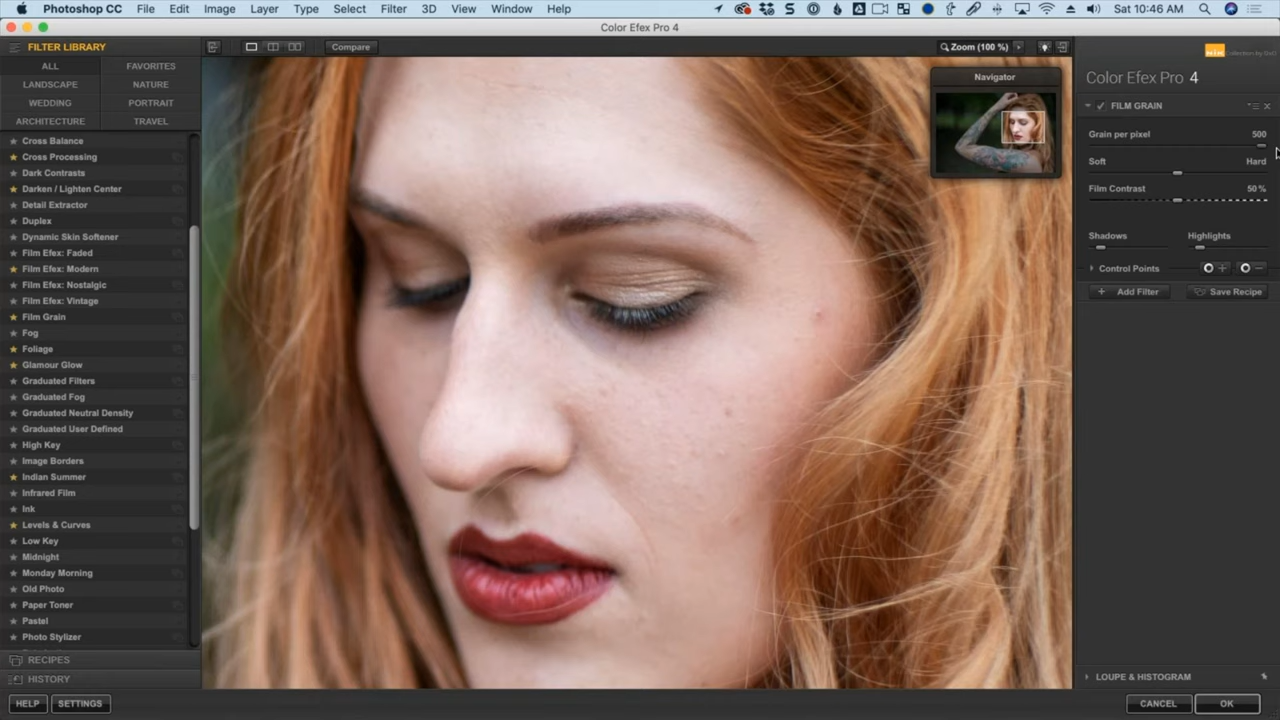 Photoshop CC File Edit Image Layer Type Select Filter 3D View Window Help Sat 10:46 AM
Color Efex Pro 4
FILTER LIBRARY
ALL FAVORITES
LANDSCAPE NATURE
WEDDING PORTRAIT
ARCHITECTURE TRAVEL
Cross Balance
Cross Processing
Dark Contrasts
Darken / Lighten Center
Detail Extractor
Duplex
Dynamic Skin Softener
Film Efex: Faded
Film Efex: Modern
Film Efex: Nostalgic
Film Efex: Vintage
Film Grain
Fog
Foliage
Glamour Glow
Graduated Filters
Graduated Fog
Graduated Neutral Density
Graduated User Defined
High Key
Image Borders
Indian Summer
Infrared Film
Ink
Levels & Curves
Low Key
Midnight
Monday Morning
Old Photo
Paper Toner
Pastel
Photo Stylizer
RECIPES
HISTORY
HELP SETTINGS
Compare
Zoom (100 %)
Navigator
Color Efex Pro 4
FILM GRAIN
Grain per pixel 500
Soft Hard
Film Contrast 50 %
Shadows Highlights
Control Points
Add Filter Save Recipe
LOUPE & HISTOGRAM
CANCEL OK